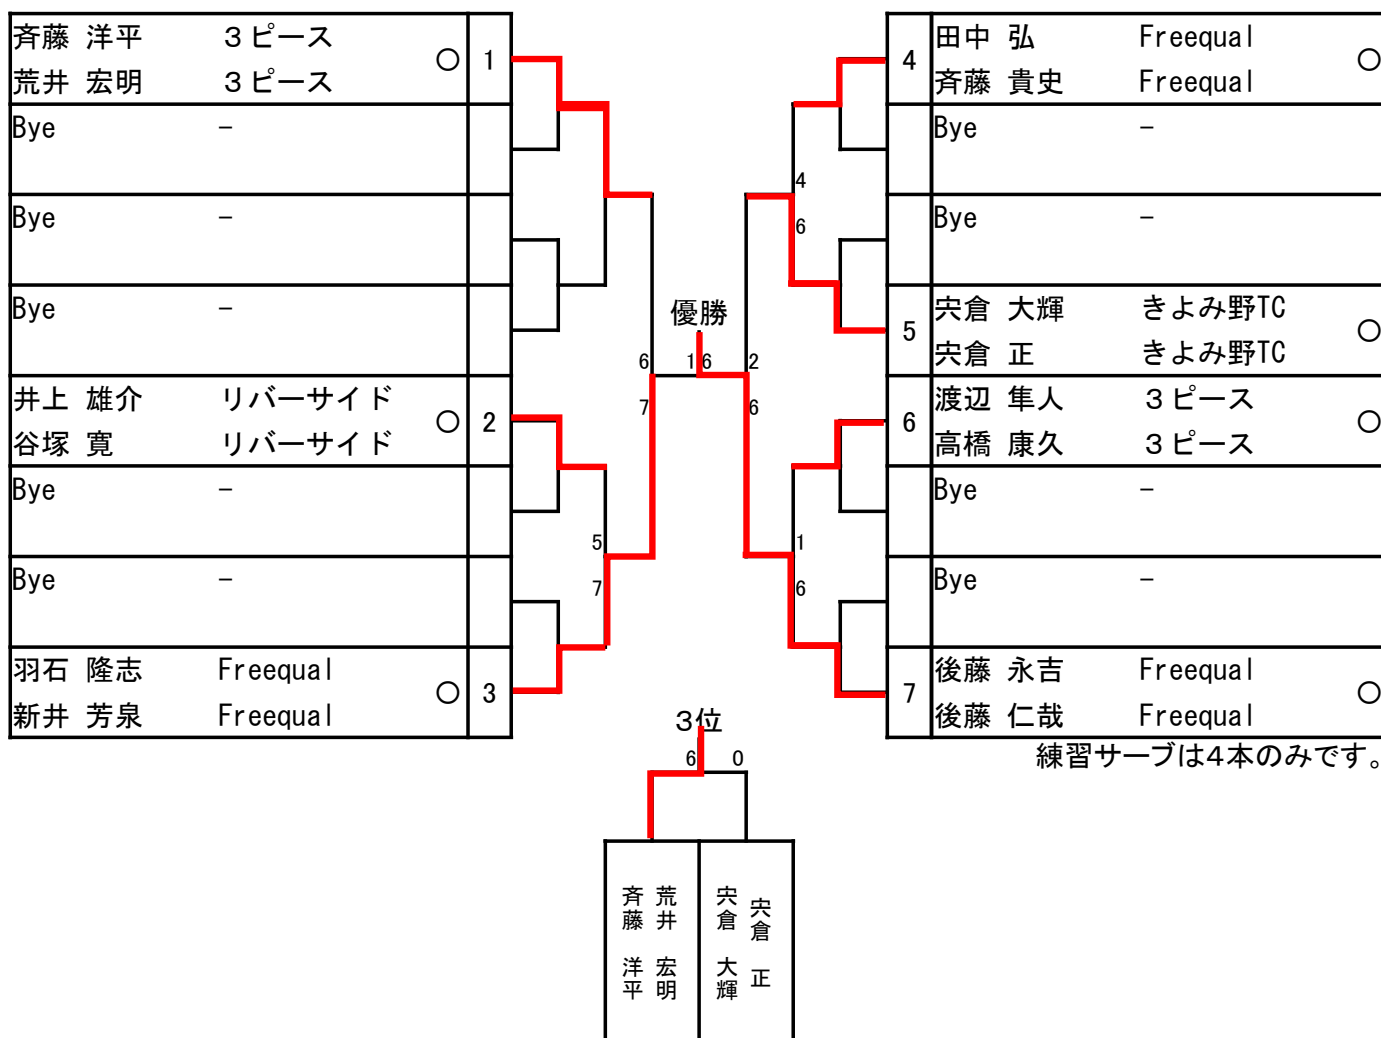 斉藤 洋平 3ピース
荒井 宏明 3ピース
○ 1
Bye -
Bye -
Bye -
井上 雄介 リバーサイド
谷塚 寛 リバーサイド
○ 2
Bye -
Bye -
羽石 隆志 Freequal
新井 芳泉 Freequal
○ 3
5
7
6
7
優勝
1 6
2
6
4
6
1
6
4 田中 弘 Freequal
斉藤 貴史 Freequal
○
Bye -
Bye -
5 宍倉 大輝 きよみ野TC
宍倉 正 きよみ野TC
○
6 渡辺 隼人 3ピース
高橋 康久 3ピース
○
Bye -
Bye -
7 後藤 永吉 Freequal
後藤 仁哉 Freequal
○
練習サーブは4本のみです。
3位
6 0
斉藤 洋平
荒井 宏明
宍倉 大輝
宍倉 正